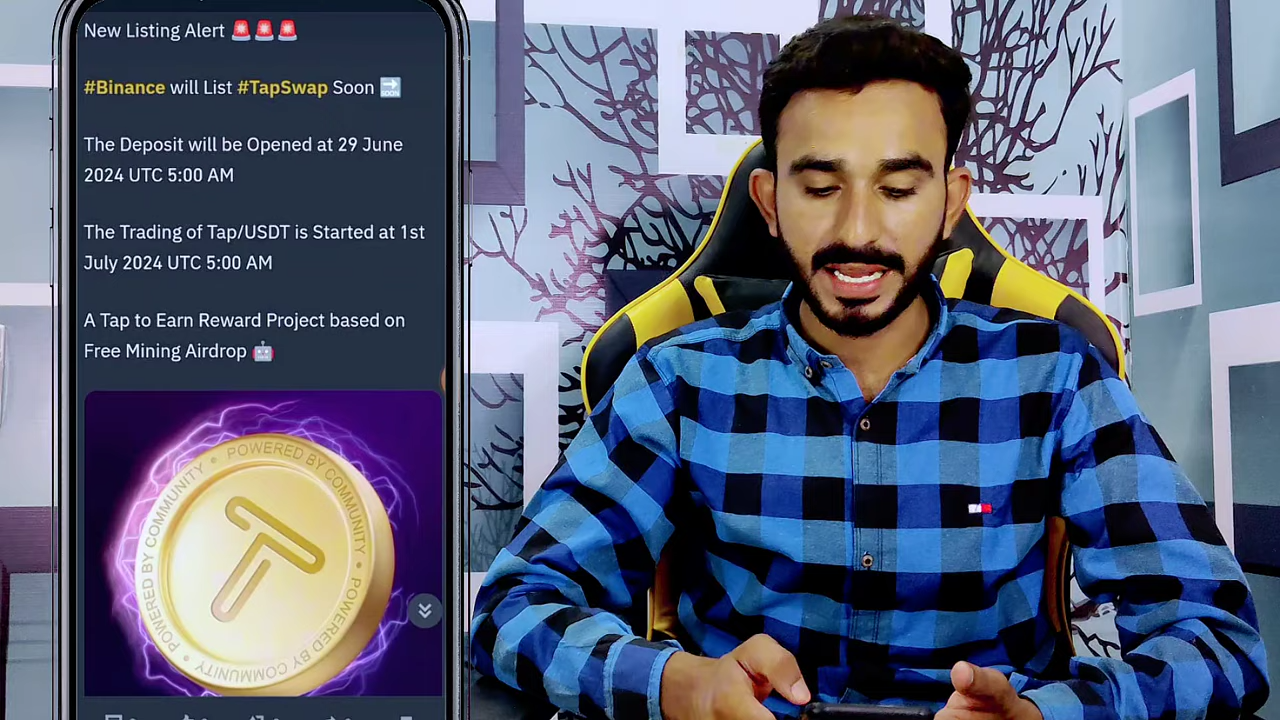 New Listing Alert 🚨🚨🚨
#Binance will List #TapSwap Soon 🔜
The Deposit will be Opened at 29 June
2024 UTC 5:00 AM
The Trading of Tap/USDT is Started at 1st
July 2024 UTC 5:00 AM
A Tap to Earn Reward Project based on
Free Mining Airdrop 🤖
POWERED BY COMMUNITY • POWERED BY COMMUNITY • POWERED BY COMMUNITY •